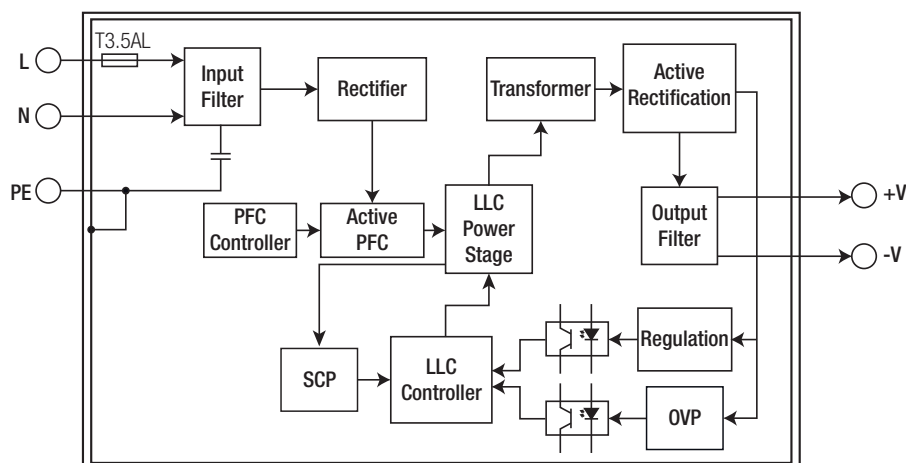 T3.5AL
L
N
PE
Input
Filter
Rectifier
Transformer
Active
Rectification
PFC
Controller
Active
PFC
LLC
Power
Stage
Output
Filter
+V
-V
SCP
LLC
Controller
Regulation
OVP